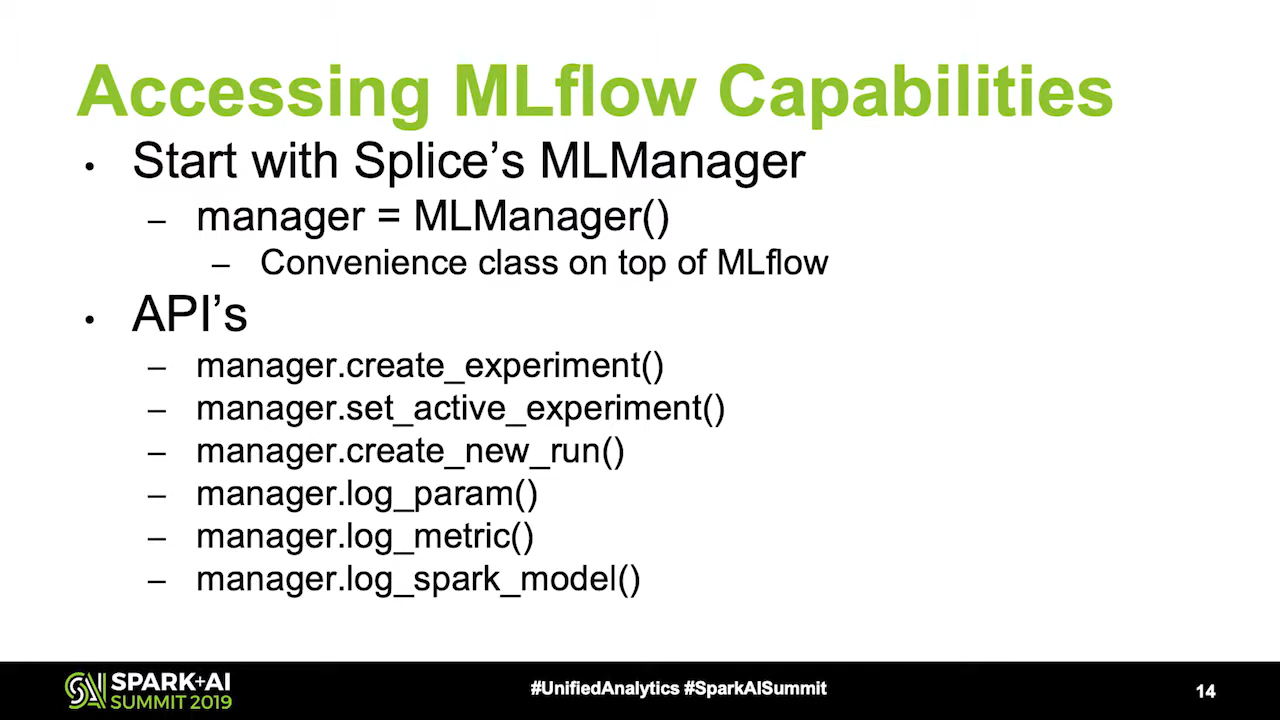 Accessing MLflow Capabilities
• Start with Splice’s MLManager
– manager = MLManager()
– Convenience class on top of MLflow
• API’s
– manager.create_experiment()
– manager.set_active_experiment()
– manager.create_new_run()
– manager.log_param()
– manager.log_metric()
– manager.log_spark_model()
SPARK+AI
SUMMIT 2019
#UnifiedAnalytics #SparkAISummit
14